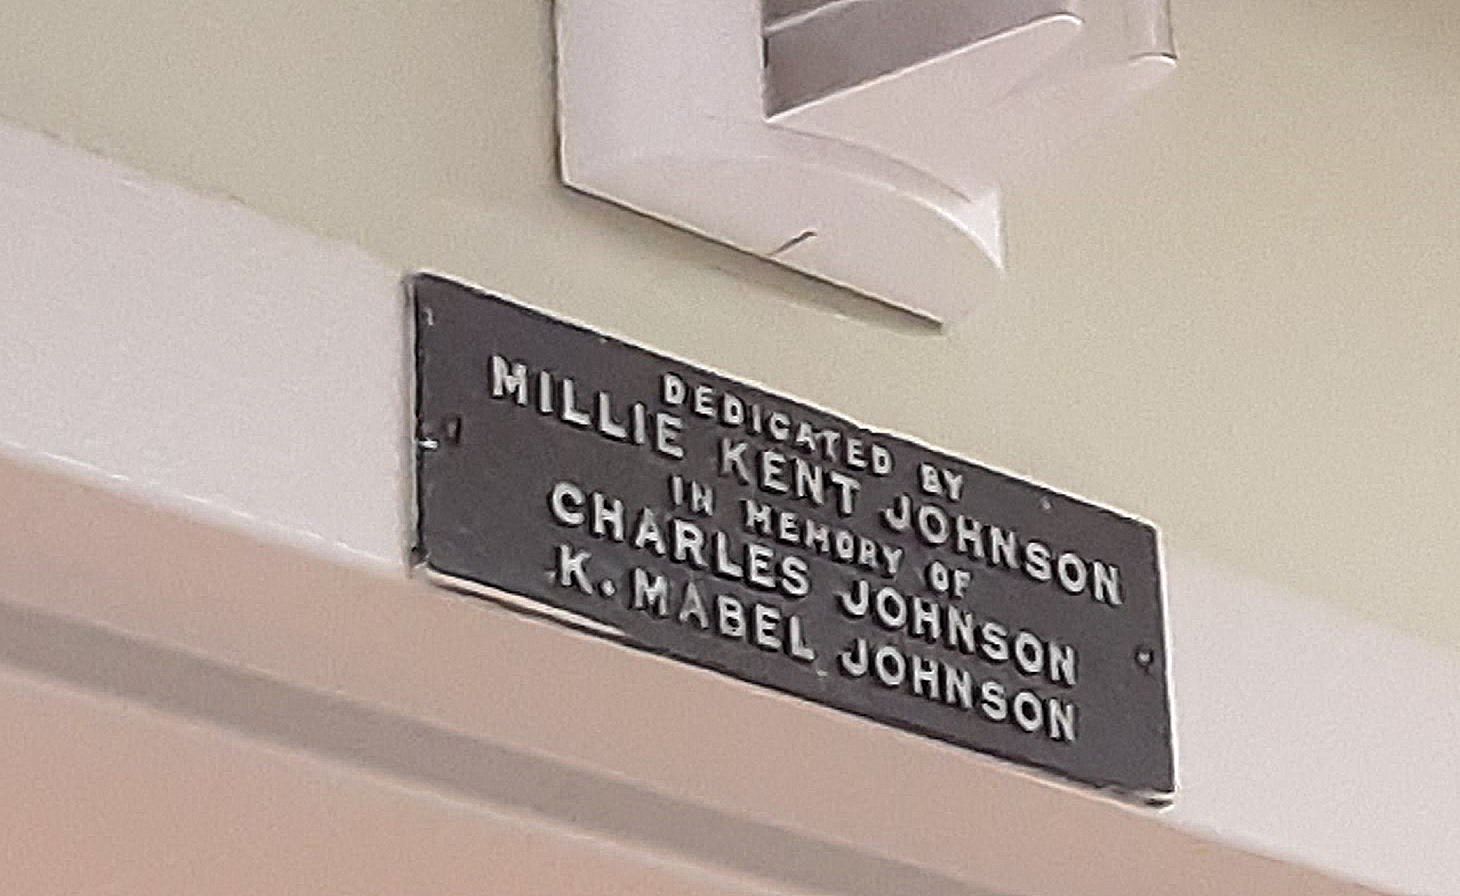 DEDICATED BY
MILLIE KENT JOHNSON
IN MEMORY OF
CHARLES JOHNSON
K. MABEL JOHNSON